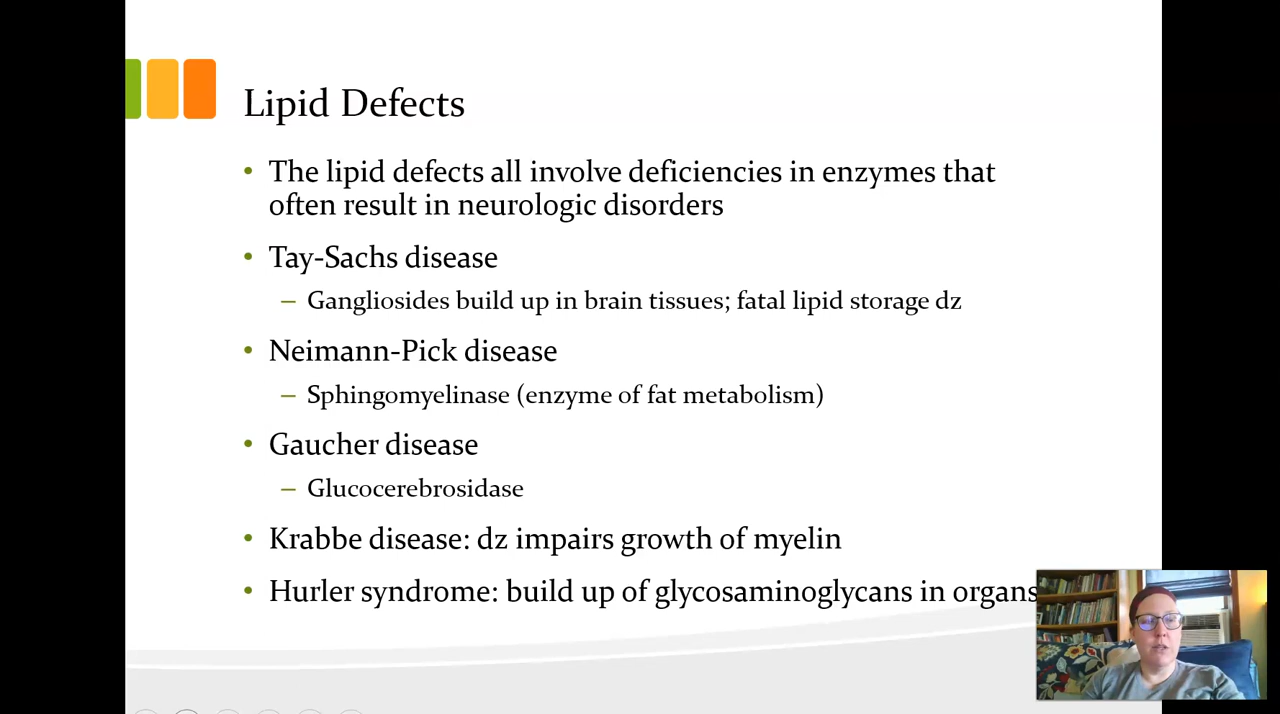 Lipid Defects
• The lipid defects all involve deficiencies in enzymes that
often result in neurologic disorders
• Tay-Sachs disease
– Gangliosides build up in brain tissues; fatal lipid storage dz
• Neimann-Pick disease
– Sphingomyelinase (enzyme of fat metabolism)
• Gaucher disease
– Glucocerebrosidase
• Krabbe disease: dz impairs growth of myelin
• Hurler syndrome: build up of glycosaminoglycans in organs